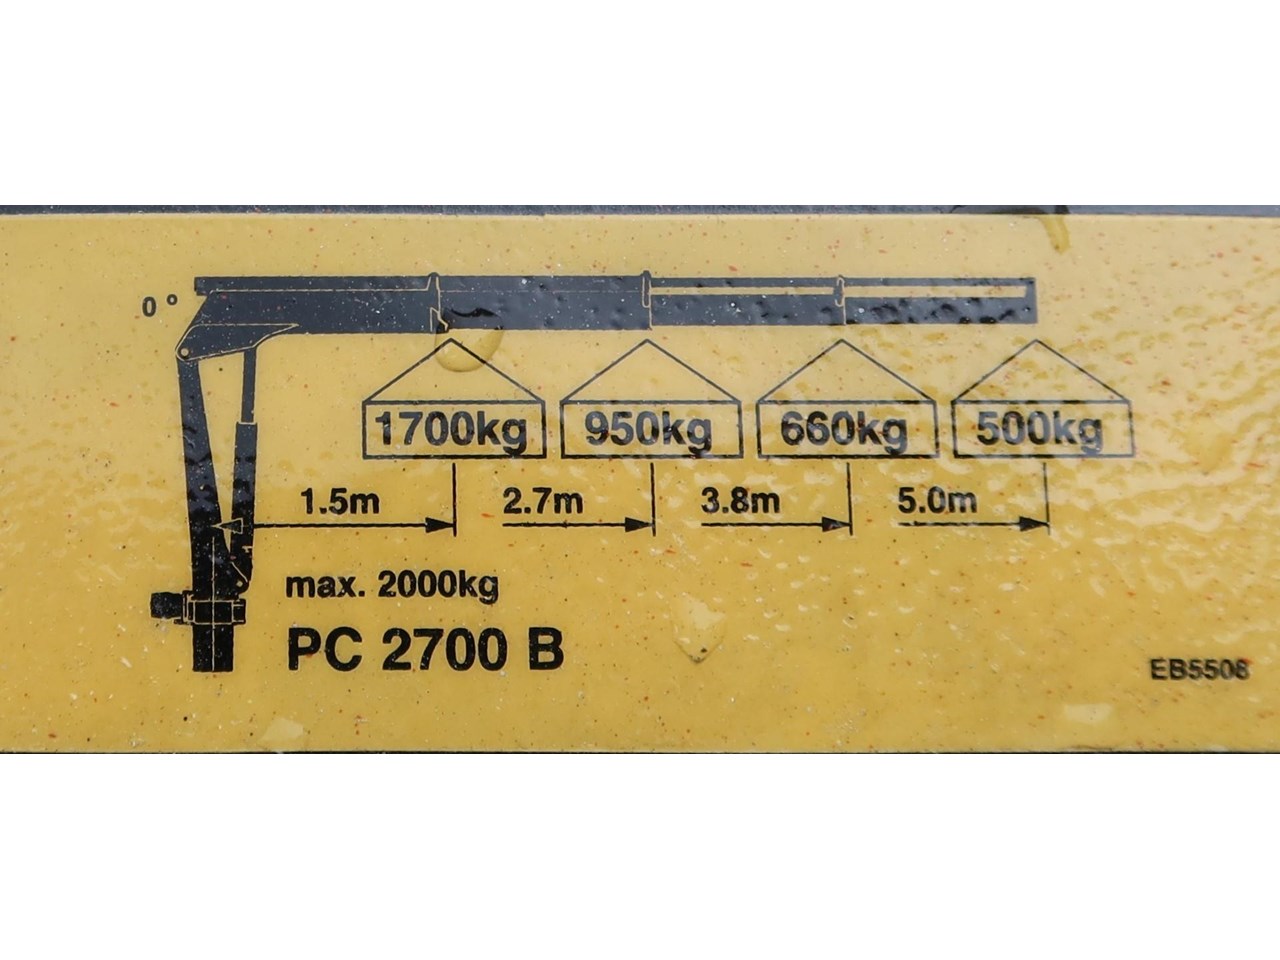 0°
1700kg 950kg 660kg 500kg
1.5m 2.7m 3.8m 5.0m
max. 2000kg
PC 2700 B
EB5508